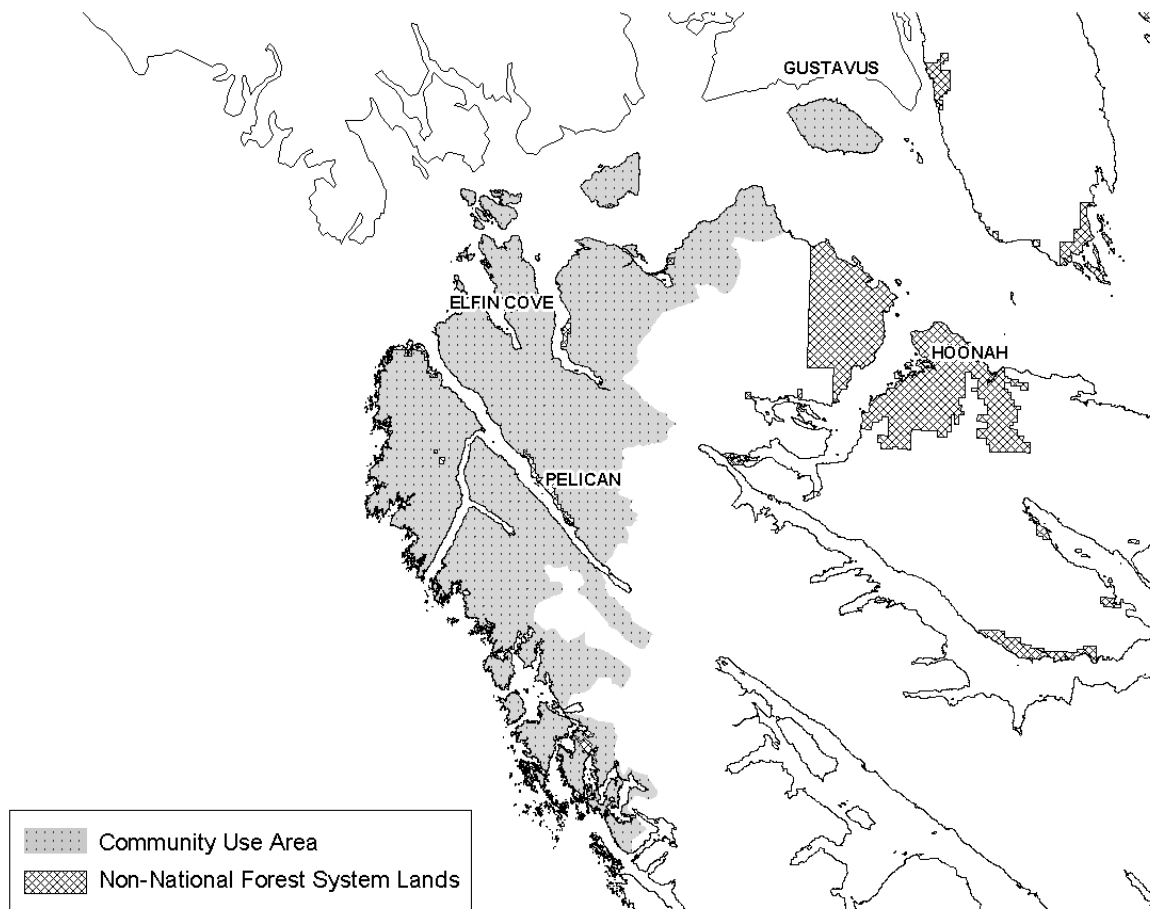 GUSTAVUS
ELFIN COVE
HOONAH
PELICAN
Community Use Area
Non-National Forest System Lands